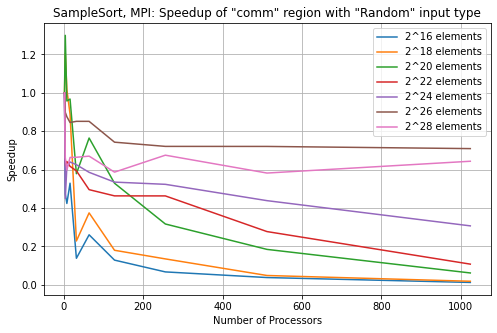 SampleSort, MPI: Speedup of "comm" region with "Random" input type
Speedup
1.2
1.0
0.8
0.6
0.4
0.2
0.0
2^16 elements
2^18 elements
2^20 elements
2^22 elements
2^24 elements
2^26 elements
2^28 elements
0 200 400 600 800 1000
Number of Processors